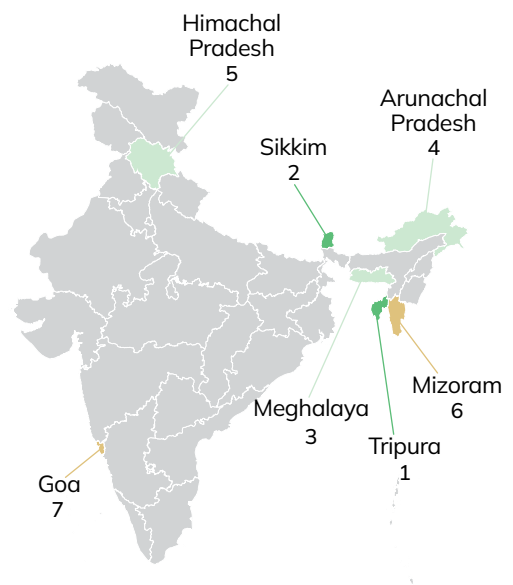 Himachal
Pradesh
5
Arunachal
Pradesh
4
Sikkim
2
Meghalaya
3
Mizoram
6
Tripura
1
Goa
7